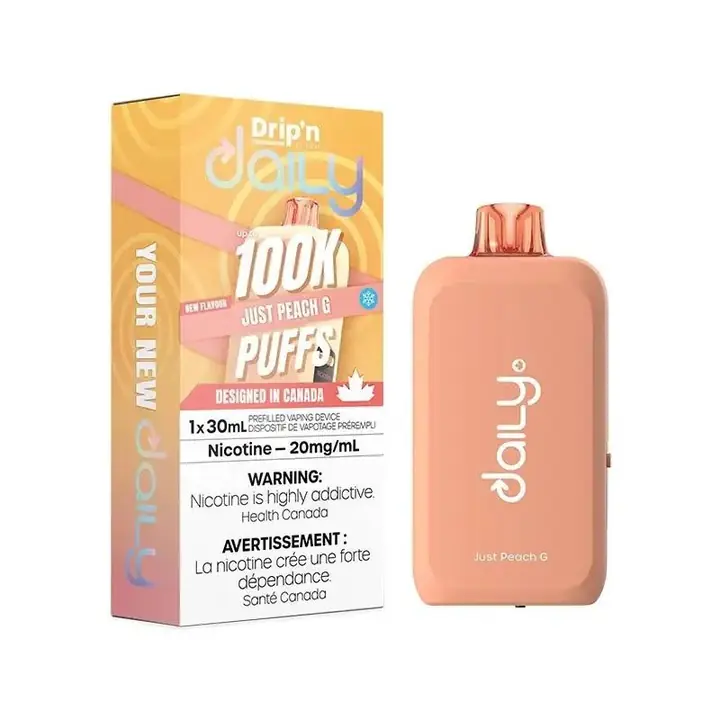 Drip'n
daily
up to
100K
NEW FLAVOUR
JUST PEACH G
PUFFS
DESIGNED IN CANADA
1x30mL
PREFILLED VAPING DEVICE
DISPOSITIF DE VAPOTAGE PRÉREMPLI
Nicotine – 20mg/mL
WARNING:
Nicotine is highly addictive.
Health Canada
AVERTISSEMENT :
La nicotine crée une forte
dépendance.
Santé Canada
YOUR NEW daily
daily
Just Peach G